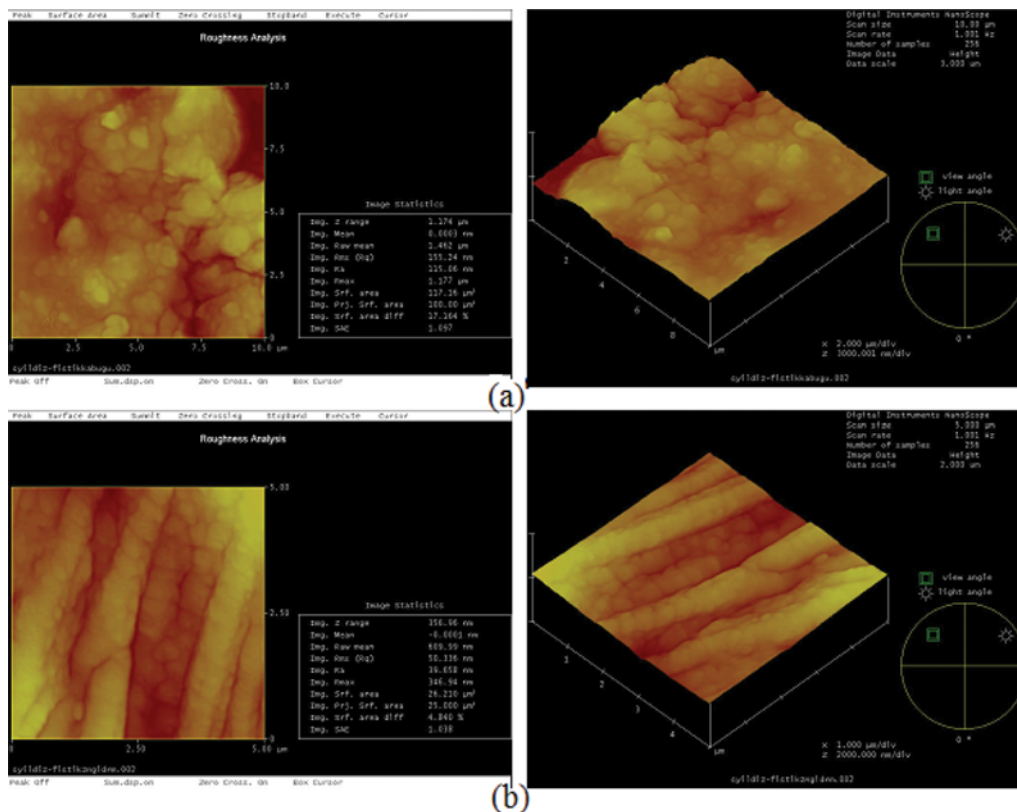 Peak Surface Area Summit Zero Crossing Stopband Execute Cursor
Roughness Analysis
10.0
7.5
5.0
2.5
0
0 2.5 5.0 7.5 10.0 µm
Image Statistics
Img. Z range 1.174 µm
Img. Mean 0.0003 nm
Img. Raw mean 1.462 µm
Img. Rms (Rq) 155.24 nm
Img. Ra 115.06 nm
Img. Rmax 1.177 µm
Img. Srf. area 117.16 µm²
Img. Prj. Srf. area 100.00 µm²
Img. Srf. area diff 17.164 %
Img. SAE 1.097
cyildiz-fistikkabugu.002
Peak Off Sum.dsp.on Zero Cross. On Box Cursor
Digital Instruments NanoScope
Scan size 10.00 µm
Scan rate 1.001 Hz
Number of samples 256
Image Data Height
Data scale 3.000 um
view angle
light angle
0 °
2
4
6
8
µm
X 2.000 µm/div
Z 3000.001 nm/div
cyildiz-fistikkabugu.002
(a)
Peak Surface Area Summit Zero Crossing Stopband Execute Cursor
Roughness Analysis
5.00
2.50
0
0 2.50 5.00 µm
Image Statistics
Img. Z range 350.96 nm
Img. Mean -0.0001 nm
Img. Raw mean 609.99 nm
Img. Rms (Rq) 50.336 nm
Img. Ra 39.658 nm
Img. Rmax 346.94 nm
Img. Srf. area 26.210 µm²
Img. Prj. Srf. area 25.000 µm²
Img. Srf. area diff 4.840 %
Img. SAE 1.038
Peak Off Sum.dsp.on Zero Cross. On Box Cursor
Digital Instruments NanoScope
Scan size 5.000 µm
Scan rate 1.001 Hz
Number of samples 256
Image Data Height
Data scale 2.000 um
view angle
light angle
0 °
1
2
3
4
µm
X 1.000 µm/div
Z 2000.000 nm/div
(b)